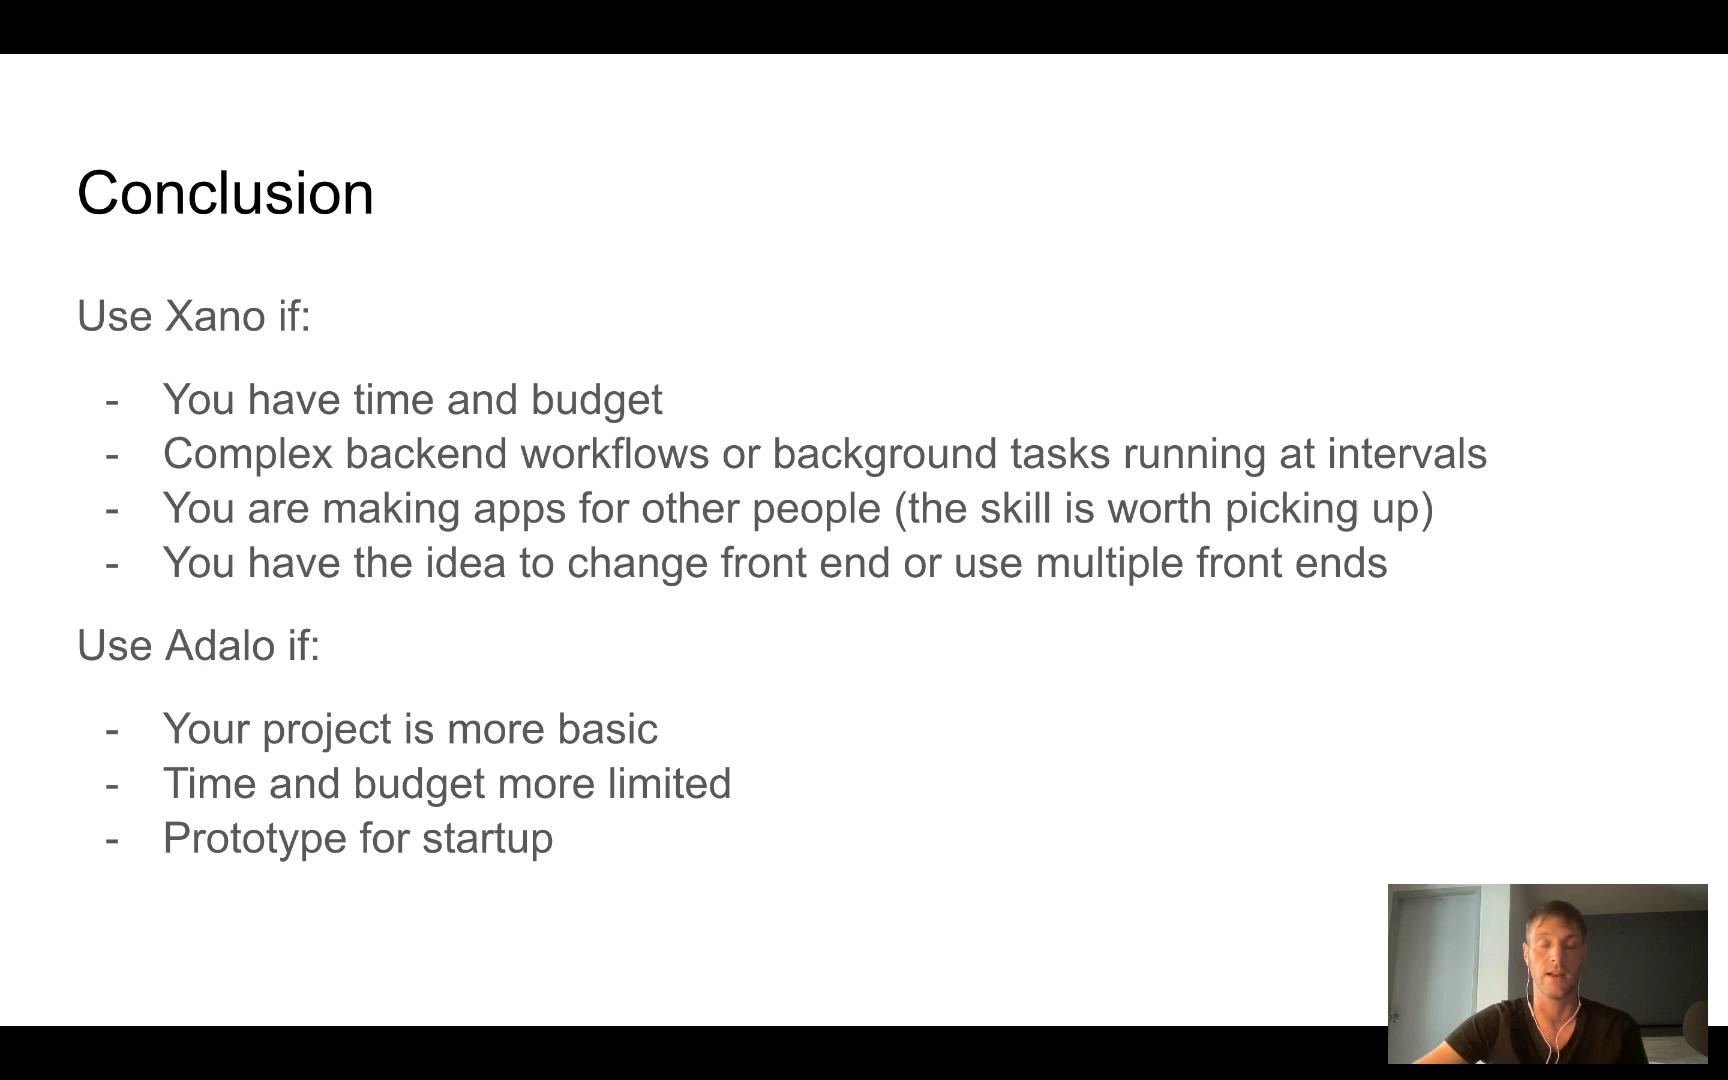 Conclusion
Use Xano if:
- You have time and budget
- Complex backend workflows or background tasks running at intervals
- You are making apps for other people (the skill is worth picking up)
- You have the idea to change front end or use multiple front ends
Use Adalo if:
- Your project is more basic
- Time and budget more limited
- Prototype for startup